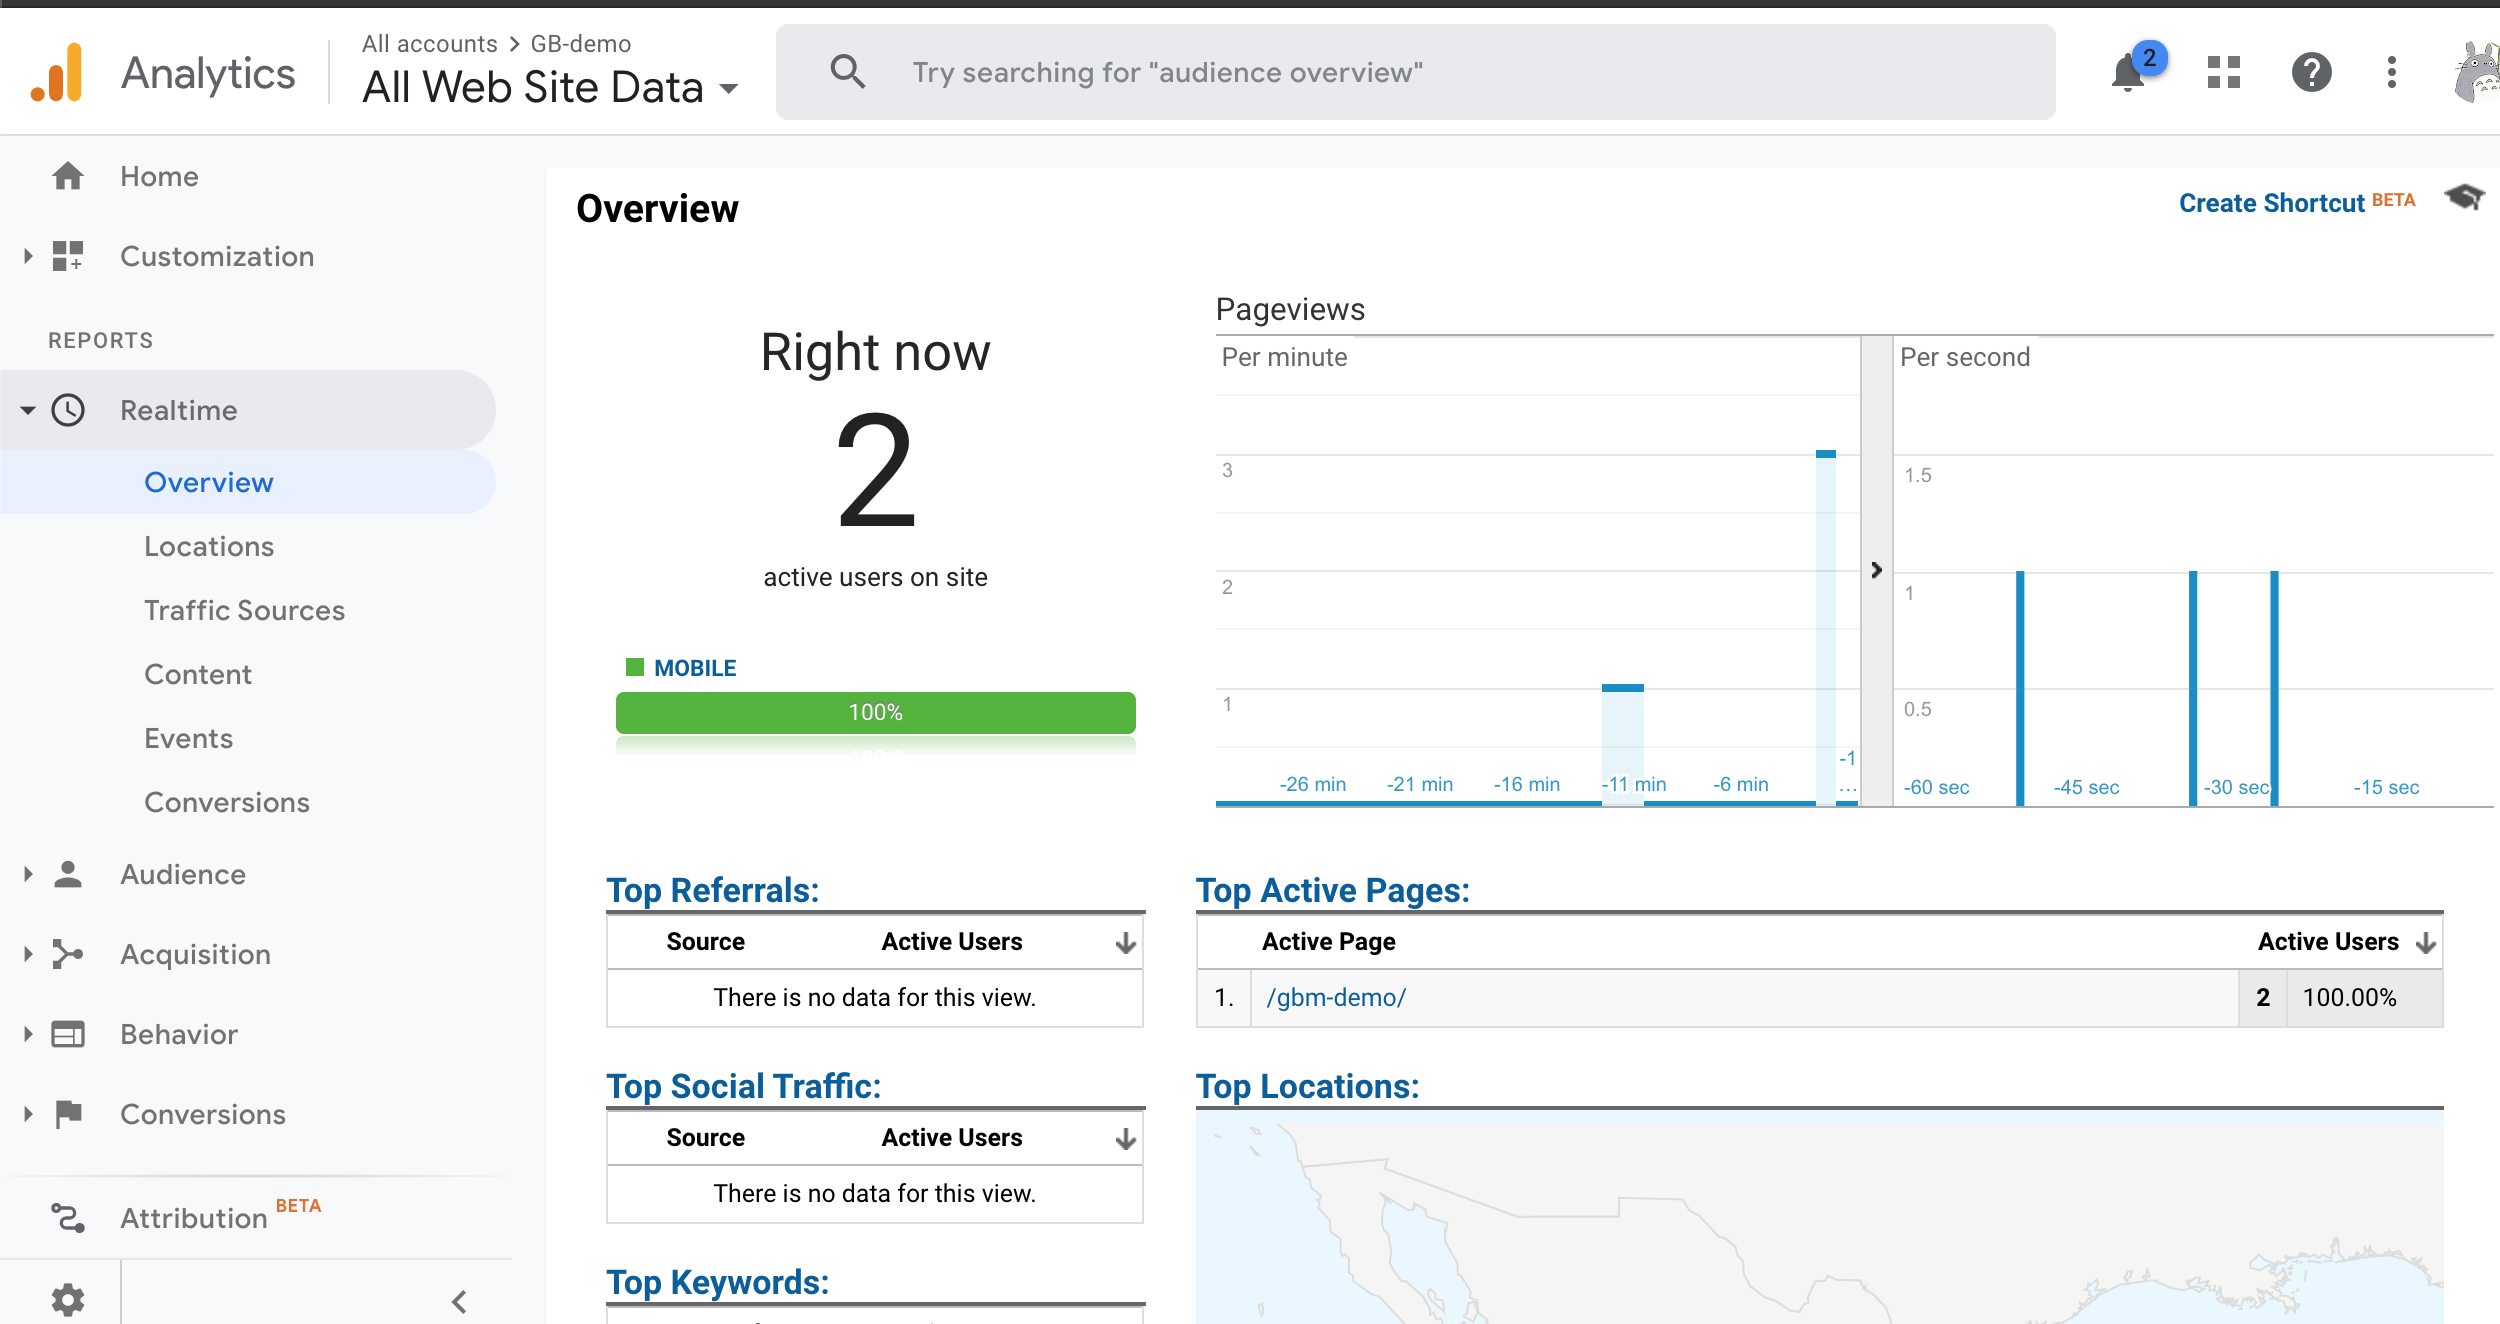 Analytics
All accounts > GB-demo
All Web Site Data
Try searching for "audience overview"
2
Home
Customization
REPORTS
Realtime
Overview
Locations
Traffic Sources
Content
Events
Conversions
Audience
Acquisition
Behavior
Conversions
Attribution BETA
Overview
Create Shortcut BETA
Right now
2
active users on site
MOBILE
100%
Pageviews
Per minute
3
2
1
-26 min -21 min -16 min -11 min -6 min -1 ...
Per second
1.5
1
0.5
-60 sec -45 sec -30 sec -15 sec
Top Referrals:
Source Active Users
There is no data for this view.
Top Active Pages:
Active Page Active Users
1. /gbm-demo/ 2 100.00%
Top Social Traffic:
Source Active Users
There is no data for this view.
Top Locations:
Top Keywords: